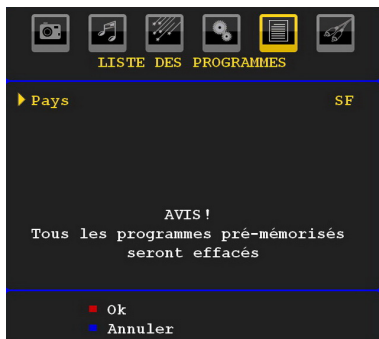 LISTE DES PROGRAMMES
Pays SF
AVIS!
Tous les programmes pré-mémorisés
seront effacés
Ok
Annuler